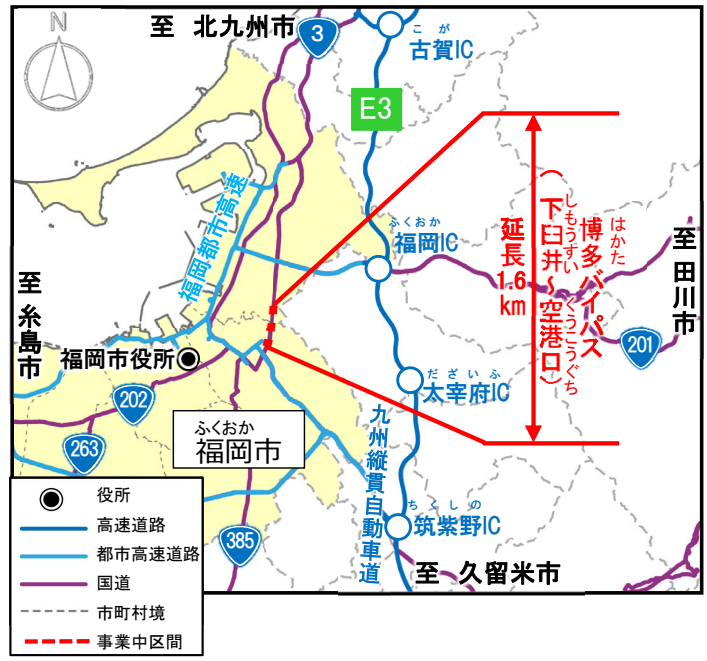 N
至 北九州市
3
こが
古賀IC
E3
福岡都市高速
ふくおか
福岡IC
はかた
博多バイパス
しもうすい くうこうぐち
(下臼井~空港口)
延長1.6km
至 田川市
201
至 糸島市
福岡市役所
202
263
ふくおか
福岡市
だざいふ
太宰府IC
九州縦貫自動車道
385
ちくしの
筑紫野IC
至 久留米市
役所
高速道路
都市高速道路
国道
市町村境
事業中区間